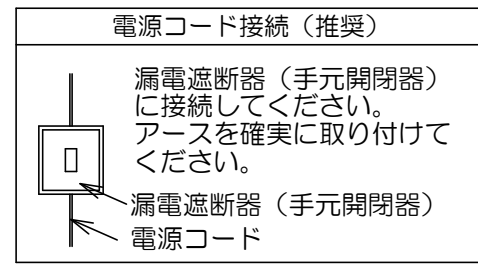 電源コード接続（推奨）
漏電遮断器（手元開閉器）
に接続してください。
アースを確実に取り付けて
ください。
漏電遮断器（手元開閉器）
電源コード